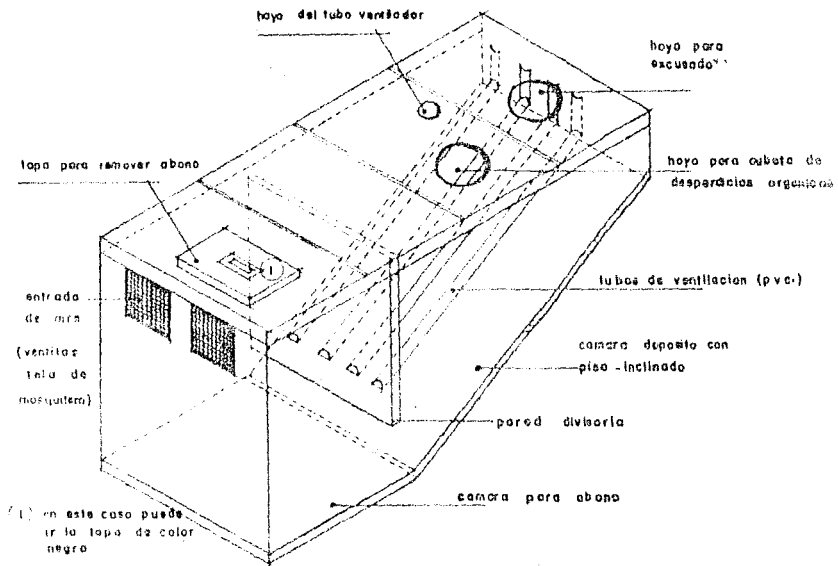 hoyo del tubo ventilador
hoyo para
excusado
tapa para remover abono
hoyo para cubeta de
desperdicios organicos
entrada
de aire
(ventilas
tela de
mosquitero)
tubos de ventilacion (pvc.)
camara deposito con
piso-inclinado
pared divisoria
camara para abono
1
(1) en este caso puede
ir la tapa de color
negro